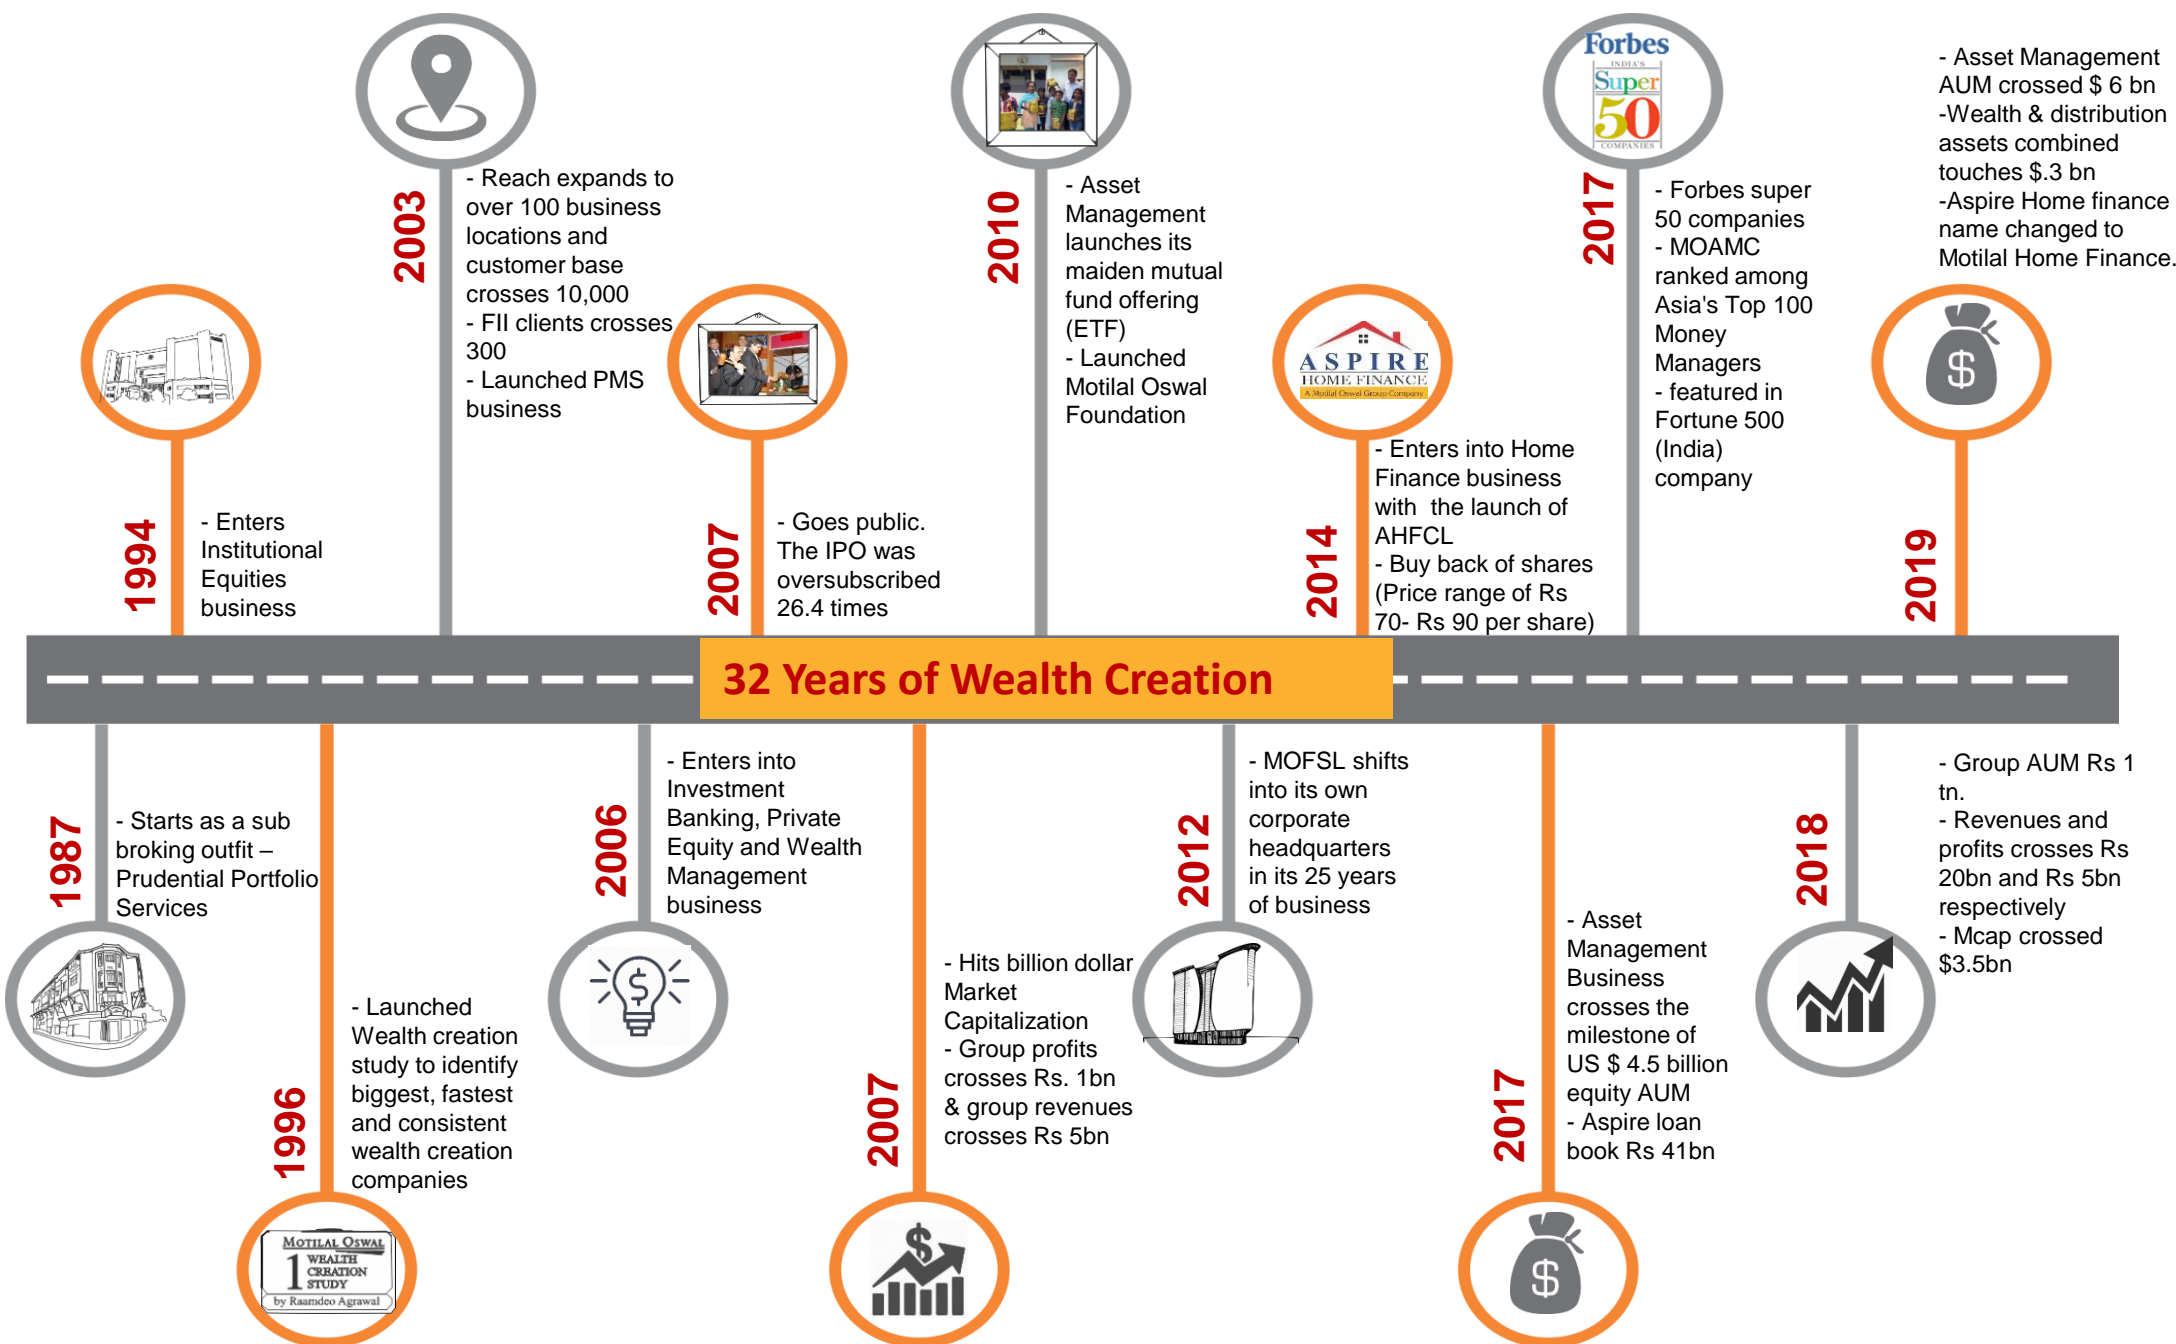 Forbes
INDIA'S
Super
50
COMPANIES
- Asset Management
AUM crossed $ 6 bn
-Wealth & distribution
assets combined
touches $.3 bn
-Aspire Home finance
name changed to
Motilal Home Finance.
2003
- Reach expands to
over 100 business
locations and
customer base
crosses 10,000
- FII clients crosses
300
- Launched PMS
business
2010
- Asset
Management
launches its
maiden mutual
fund offering
(ETF)
- Launched
Motilal Oswal
Foundation
2017
- Forbes super
50 companies
- MOAMC
ranked among
Asia's Top 100
Money
Managers
- featured in
Fortune 500
(India)
company
ASPIRE
HOME FINANCE
A Motilal Oswal Group Company
$
1994
- Enters
Institutional
Equities
business
2007
- Goes public.
The IPO was
oversubscribed
26.4 times
2014
- Enters into Home
Finance business
with  the launch of
AHFCL
- Buy back of shares
(Price range of Rs
70- Rs 90 per share)
2019
32 Years of Wealth Creation
1987
- Starts as a sub
broking outfit –
Prudential Portfolio
Services
1996
- Launched
Wealth creation
study to identify
biggest, fastest
and consistent
wealth creation
companies
MOTILAL OSWAL
1 WEALTH
CREATION
STUDY
by Raamdeo Agrawal
2006
- Enters into
Investment
Banking, Private
Equity and Wealth
Management
business
$
2007
- Hits billion dollar
Market
Capitalization
- Group profits
crosses Rs. 1bn
& group revenues
crosses Rs 5bn
$
2012
- MOFSL shifts
into its own
corporate
headquarters
in its 25 years
of business
2017
- Asset
Management
Business
crosses the
milestone of
US $ 4.5 billion
equity AUM
- Aspire loan
book Rs 41bn
$
2018
- Group AUM Rs 1
tn.
- Revenues and
profits crosses Rs
20bn and Rs 5bn
respectively
- Mcap crossed
$3.5bn